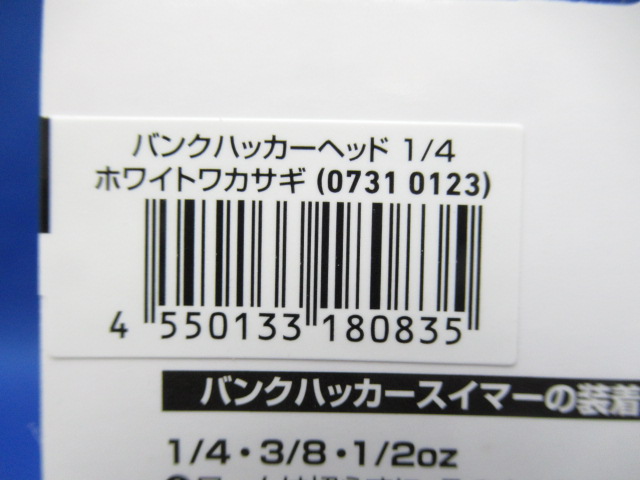 バンクハッカーヘッド 1/4
ホワイトワカサギ (0731 0123)
4 550133 180835
バンクハッカースイマーの装着
1/4・3/8・1/2oz